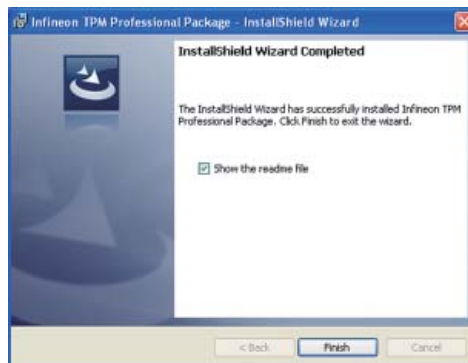 Infineon TPM Professional Package - InstallShield Wizard
InstallShield Wizard Completed
The InstallShield Wizard has successfully installed Infineon TPM
Professional Package. Click Finish to exit the wizard.
Show the readme file
< Back
Finish
Cancel